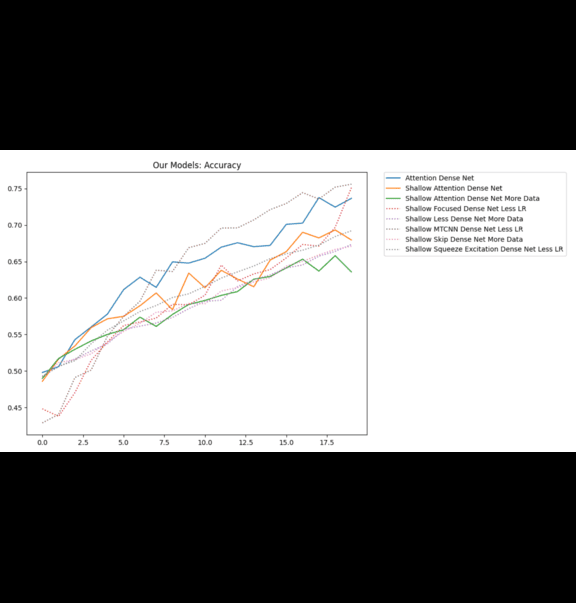 Our Models: Accuracy
0.75
0.70
0.65
0.60
0.55
0.50
0.45
0.0 2.5 5.0 7.5 10.0 12.5 15.0 17.5
Attention Dense Net
Shallow Attention Dense Net
Shallow Attention Dense Net More Data
Shallow Focused Dense Net Less LR
Shallow Less Dense Net More Data
Shallow MTCNN Dense Net Less LR
Shallow Skip Dense Net More Data
Shallow Squeeze Excitation Dense Net Less LR